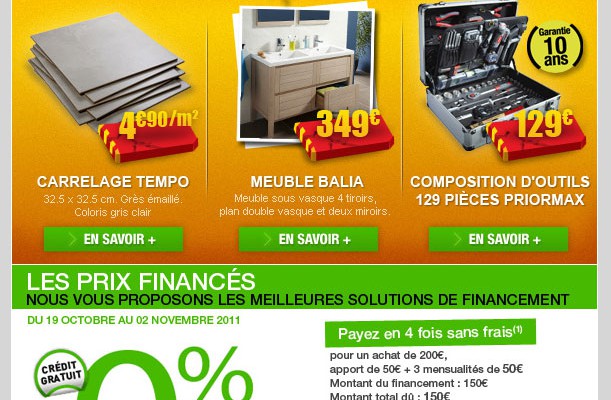 Garantie
10
ans
4€90/m²
349€
129€
CARRELAGE TEMPO
32.5 x 32.5 cm. Grès émaillé.
Coloris gris clair
MEUBLE BALIA
Meuble sous vasque 4 tiroirs,
plan double vasque et deux miroirs.
COMPOSITION D'OUTILS
129 PIÈCES PRIORMAX
EN SAVOIR +
EN SAVOIR +
EN SAVOIR +
LES PRIX FINANCÉS
NOUS VOUS PROPOSONS LES MEILLEURES SOLUTIONS DE FINANCEMENT
DU 19 OCTOBRE AU 02 NOVEMBRE 2011
CRÉDIT
GRATUIT
0%
Payez en 4 fois sans frais(1)
pour un achat de 200€,
apport de 50€ + 3 mensualités de 50€
Montant du financement : 150€
Montant total dû : 150€